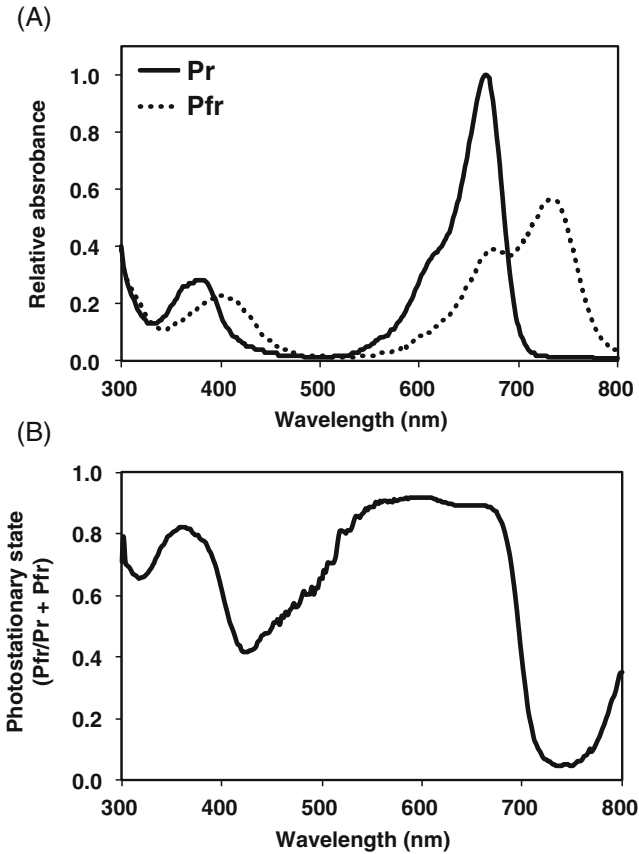 (A)
Pr
Pfr
Relative absrobance
1.0
0.8
0.6
0.4
0.2
0.0
300 400 500 600 700 800
Wavelength (nm)
(B)
Photostationary state
(Pfr/Pr + Pfr)
1.0
0.8
0.6
0.4
0.2
0.0
300 400 500 600 700 800
Wavelength (nm)